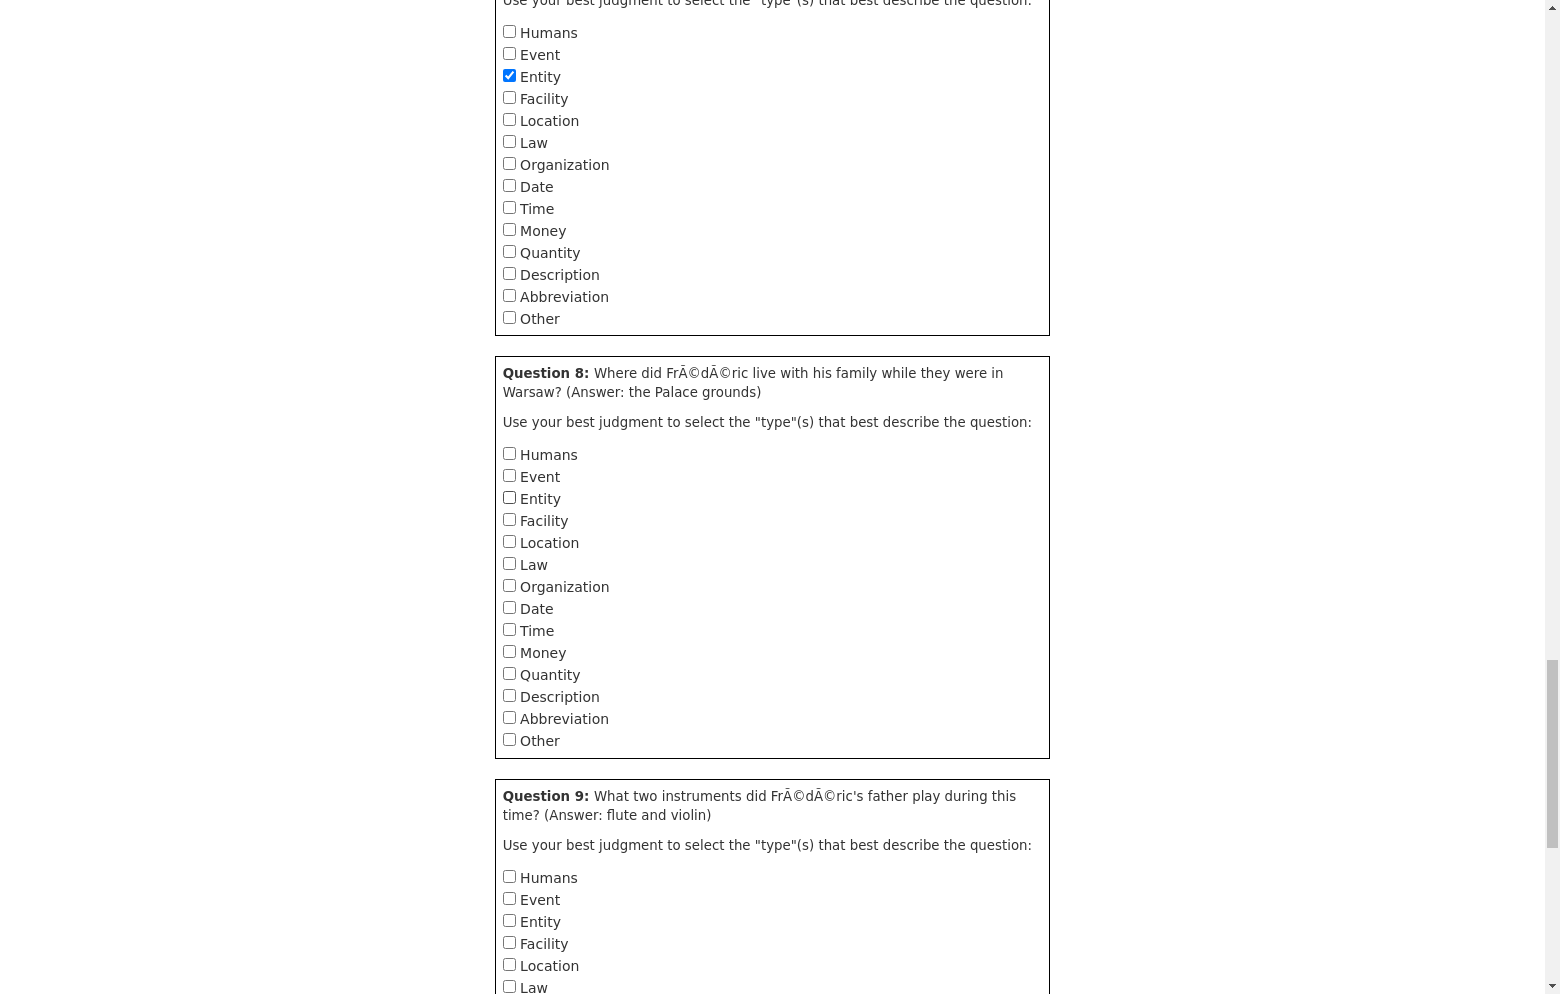 Use your best judgment to select the "type"(s) that best describe the question:
Humans
Event
Entity
Facility
Location
Law
Organization
Date
Time
Money
Quantity
Description
Abbreviation
Other
Question 8: Where did FrÃ©dÃ©ric live with his family while they were in
Warsaw? (Answer: the Palace grounds)
Use your best judgment to select the "type"(s) that best describe the question:
Humans
Event
Entity
Facility
Location
Law
Organization
Date
Time
Money
Quantity
Description
Abbreviation
Other
Question 9: What two instruments did FrÃ©dÃ©ric's father play during this
time? (Answer: flute and violin)
Use your best judgment to select the "type"(s) that best describe the question:
Humans
Event
Entity
Facility
Location
Law